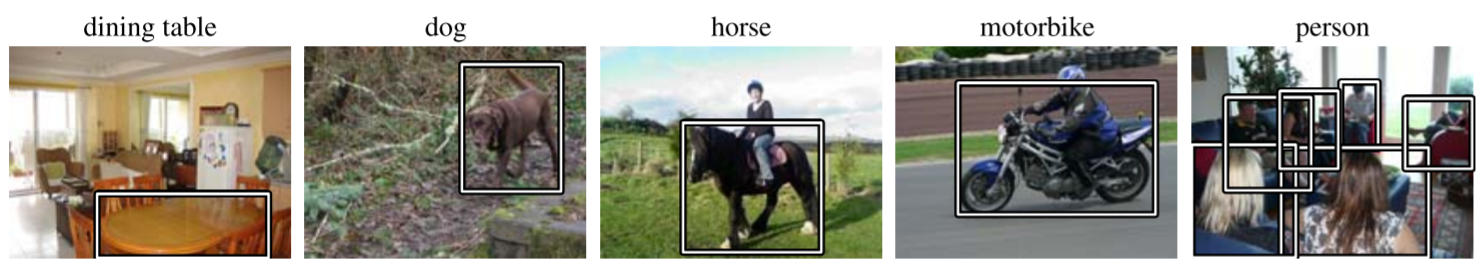 dining table
dog
horse
motorbike
person